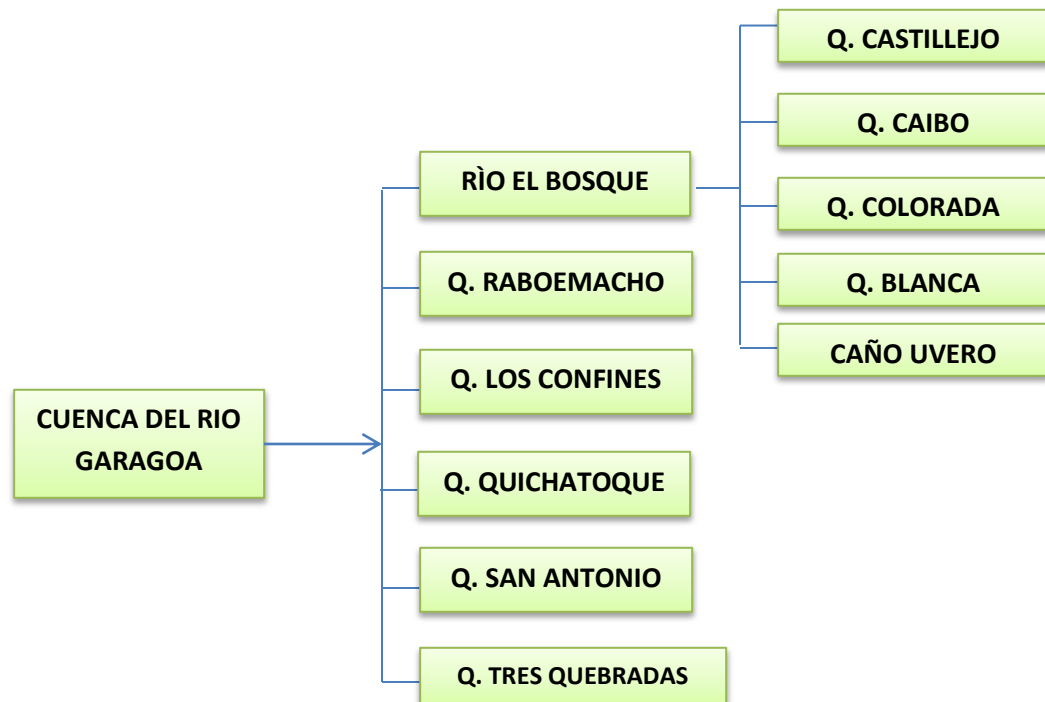 CUENCA DEL RIO
GARAGOA
RÌO EL BOSQUE
Q. RABOEMACHO
Q. LOS CONFINES
Q. QUICHATOQUE
Q. SAN ANTONIO
Q. TRES QUEBRADAS
Q. CASTILLEJO
Q. CAIBO
Q. COLORADA
Q. BLANCA
CAÑO UVERO